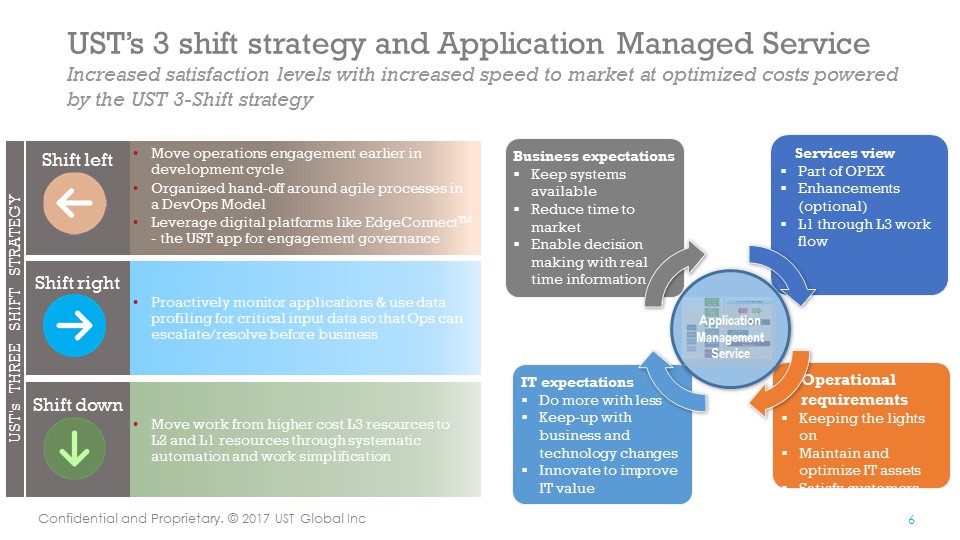 UST's 3 shift strategy and Application Managed Service
Increased satisfaction levels with increased speed to market at optimized costs powered
by the UST 3-Shift strategy
UST's THREE SHIFT STRATEGY
Shift left
• Move operations engagement earlier in
development cycle
• Organized hand-off around agile processes in
a DevOps Model
• Leverage digital platforms like EdgeConnect™
- the UST app for engagement governance
Shift right
• Proactively monitor applications & use data
profiling for critical input data so that Ops can
escalate/resolve before business
Shift down
• Move work from higher cost L3 resources to
L2 and L1 resources through systematic
automation and work simplification
Business expectations
▪ Keep systems
available
▪ Reduce time to
market
▪ Enable decision
making with real
time information
Services view
▪ Part of OPEX
▪ Enhancements
(optional)
▪ L1 through L3 work
flow
Application
Management
Service
IT expectations
▪ Do more with less
▪ Keep-up with
business and
technology changes
▪ Innovate to improve
IT value
Operational
requirements
▪ Keeping the lights
on
▪ Maintain and
optimize IT assets
▪ Satisfy customers
Confidential and Proprietary. © 2017 UST Global Inc
6